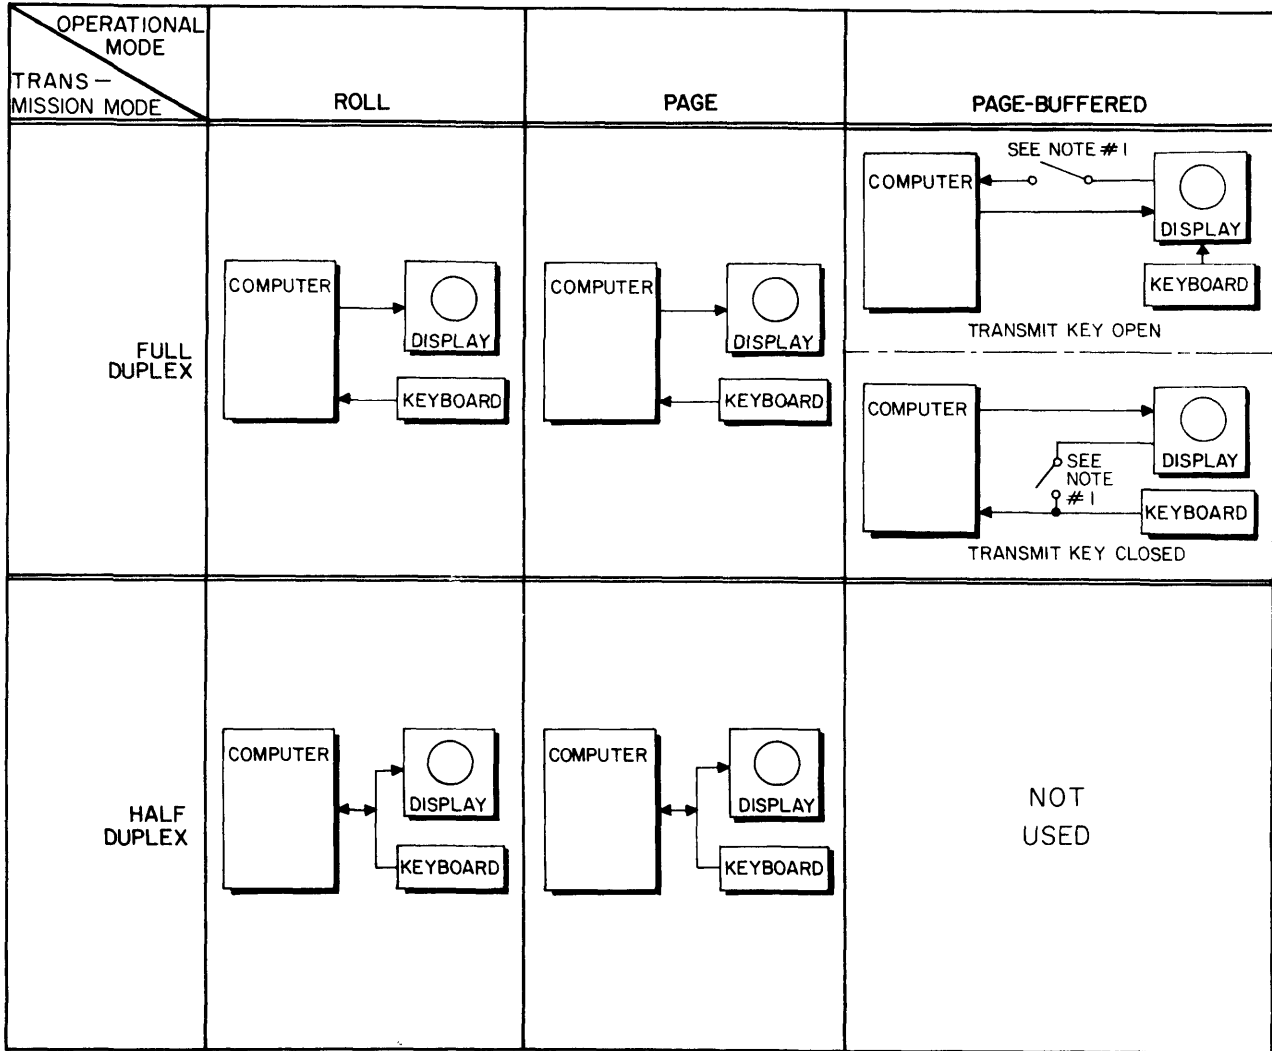 OPERATIONAL
MODE
TRANS-
MISSION MODE
ROLL
PAGE
PAGE-BUFFERED
FULL
DUPLEX
COMPUTER
DISPLAY
KEYBOARD
COMPUTER
DISPLAY
KEYBOARD
SEE NOTE #1
COMPUTER
DISPLAY
KEYBOARD
TRANSMIT KEY OPEN
COMPUTER
DISPLAY
SEE
NOTE
#1
KEYBOARD
TRANSMIT KEY CLOSED
HALF
DUPLEX
COMPUTER
DISPLAY
KEYBOARD
COMPUTER
DISPLAY
KEYBOARD
NOT
USED